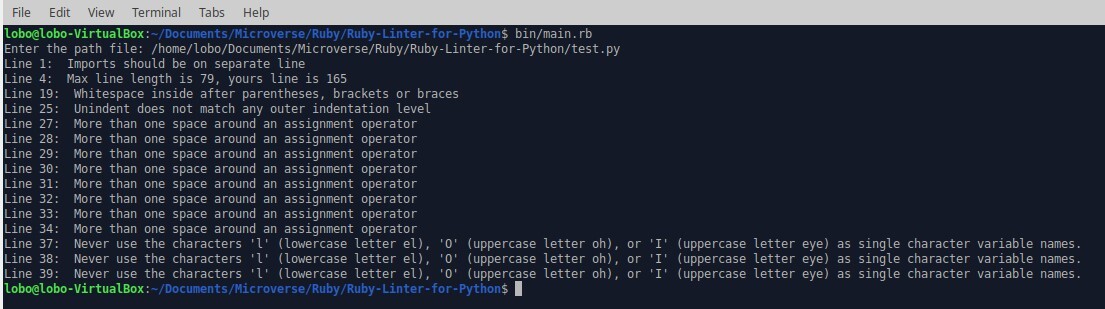 File Edit View Terminal Tabs Help
lobo@lobo-VirtualBox:~/Documents/Microverse/Ruby/Ruby-Linter-for-Python$ bin/main.rb
Enter the path file: /home/lobo/Documents/Microverse/Ruby/Ruby-Linter-for-Python/test.py
Line 1:  Imports should be on separate line
Line 4:  Max line length is 79, yours line is 165
Line 19:  Whitespace inside after parentheses, brackets or braces
Line 25:  Unindent does not match any outer indentation level
Line 27:  More than one space around an assignment operator
Line 28:  More than one space around an assignment operator
Line 29:  More than one space around an assignment operator
Line 30:  More than one space around an assignment operator
Line 31:  More than one space around an assignment operator
Line 32:  More than one space around an assignment operator
Line 33:  More than one space around an assignment operator
Line 34:  More than one space around an assignment operator
Line 37:  Never use the characters 'l' (lowercase letter el), 'O' (uppercase letter oh), or 'I' (uppercase letter eye) as single character variable names.
Line 38:  Never use the characters 'l' (lowercase letter el), 'O' (uppercase letter oh), or 'I' (uppercase letter eye) as single character variable names.
Line 39:  Never use the characters 'l' (lowercase letter el), 'O' (uppercase letter oh), or 'I' (uppercase letter eye) as single character variable names.
lobo@lobo-VirtualBox:~/Documents/Microverse/Ruby/Ruby-Linter-for-Python$